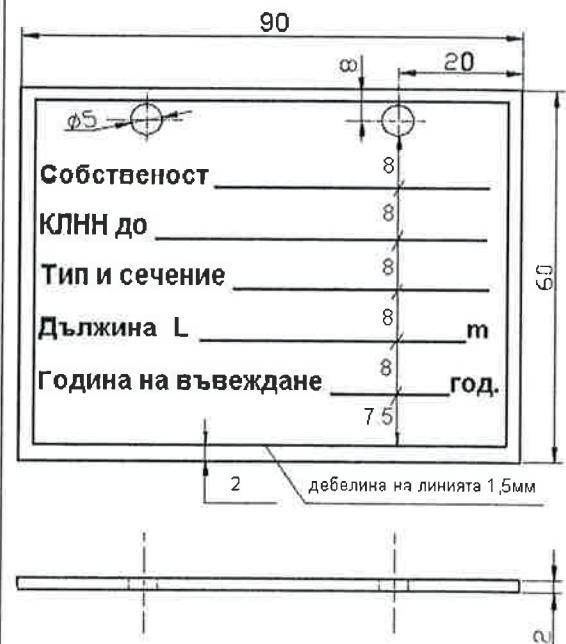 90
8
20
ø5
Собственост
8
КЛНН до
8
Тип и сечение
8
60
Дължина L m
8
Година на въвеждане год.
8
7.5
2
дебелина на линията 1,5мм
2